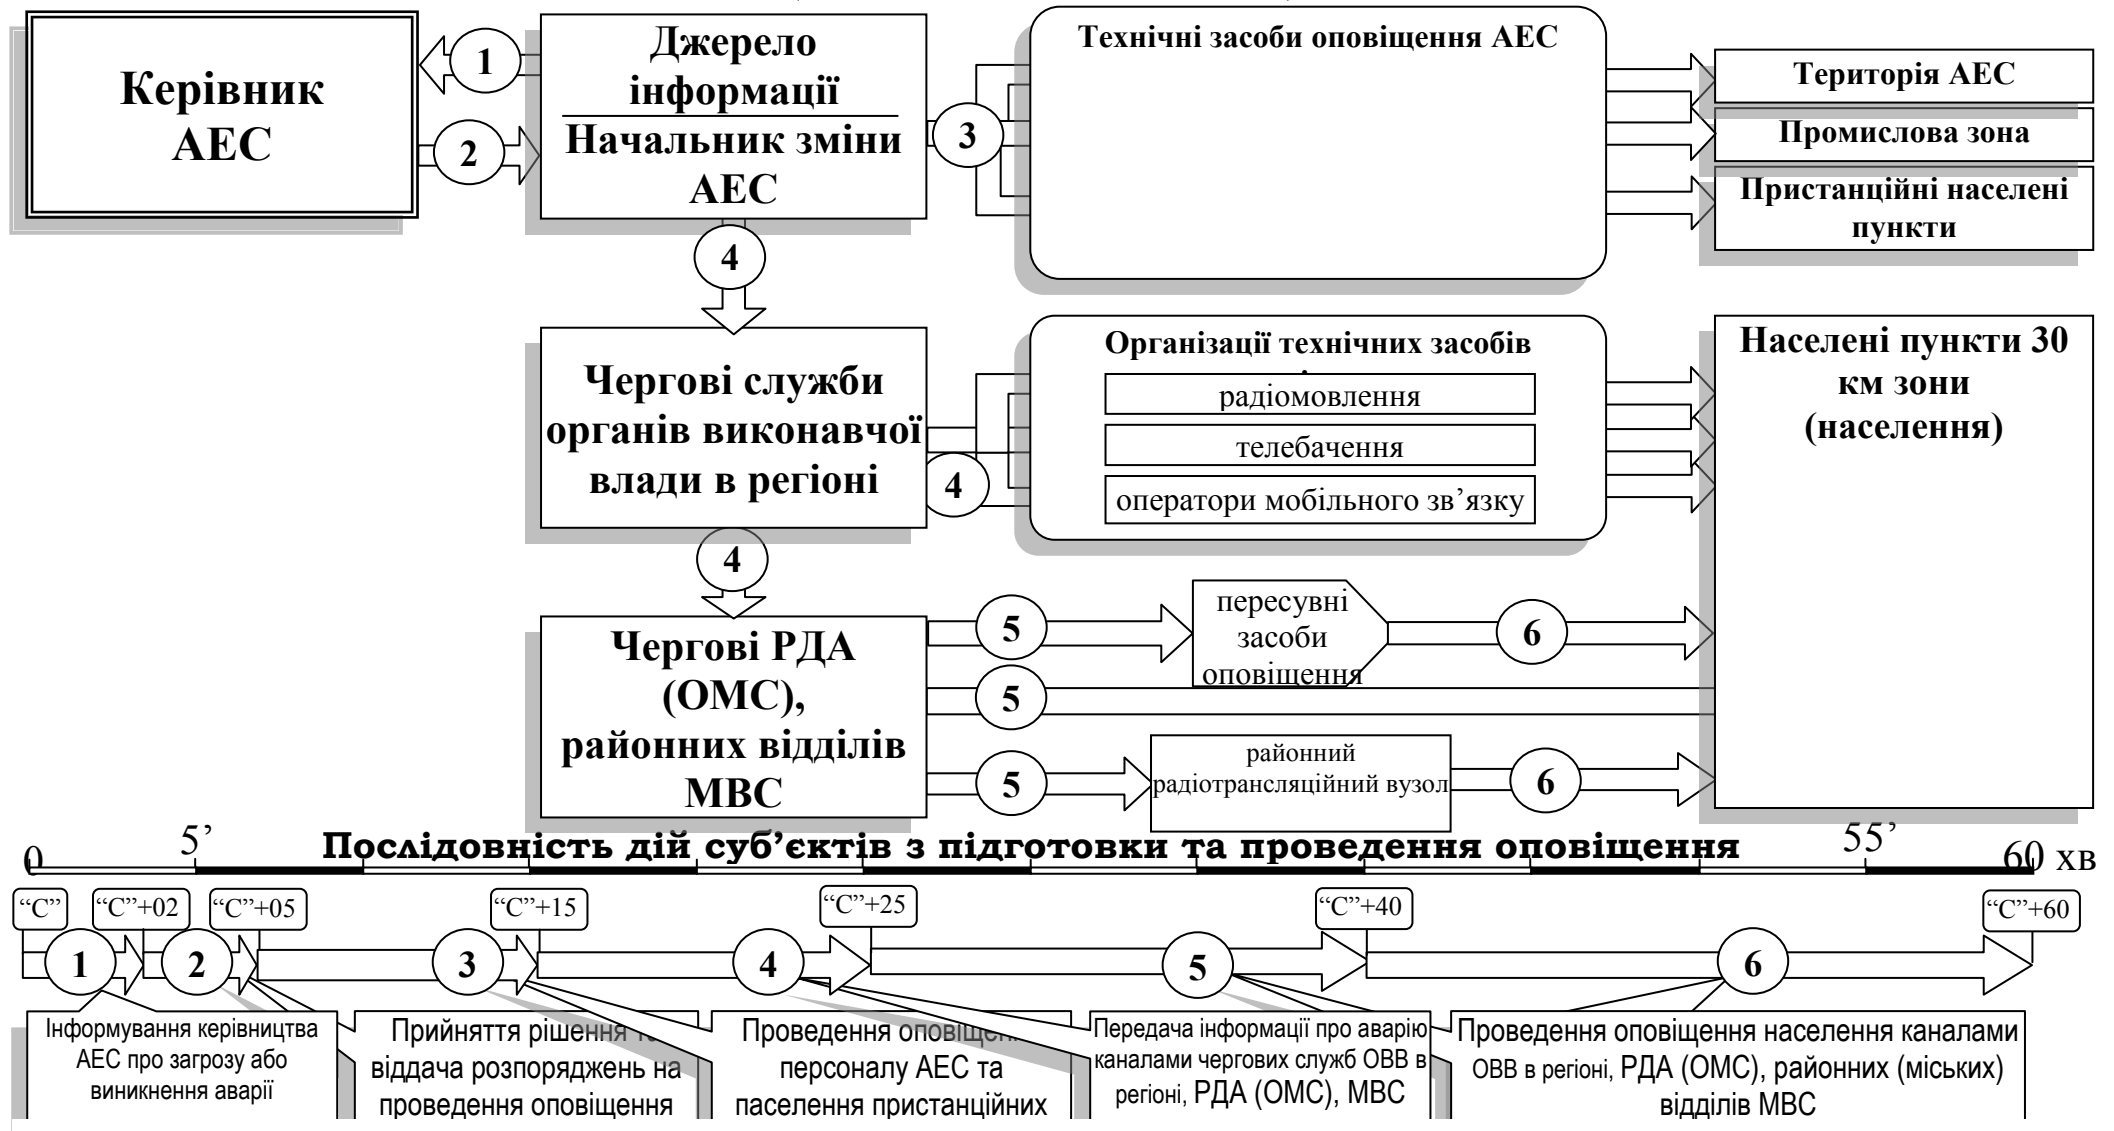 Керівник
АЕС
1
2
Джерело
інформації
Начальник зміни
АЕС
3
Технічні засоби оповіщення АЕС
Територія АЕС
Промислова зона
Пристанційні населені
пункти
4
Чергові служби
органів виконавчої
влади в регіоні
4
Організації технічних засобів
радіомовлення
телебачення
оператори мобільного зв’язку
Населені пункти 30
км зони
(населення)
4
Чергові РДА
(ОМС),
районних відділів
МВС
5
пересувні
засоби
оповіщення
6
5
5
районний
радіотрансляційний вузол
6
0
5’
Послідовність дій суб’єктів з підготовки та проведення оповіщення
55’
60 хв
“С”
“С”+02
“С”+05
“С”+15
“С”+25
“С”+40
“С”+60
1
2
3
4
5
6
Інформування керівництва
АЕС про загрозу або
виникнення аварії
Прийняття рішення
віддача розпоряджень на
проведення оповіщення
Проведення
персоналу АЕС та
населення пристанційних
Передача інформації про аварію
каналами чергових служб ОВВ в
регіоні, РДА (ОМС), МВС
Проведення оповіщення населення каналами
ОВВ в регіоні, РДА (ОМС), районних (міських)
відділів МВС